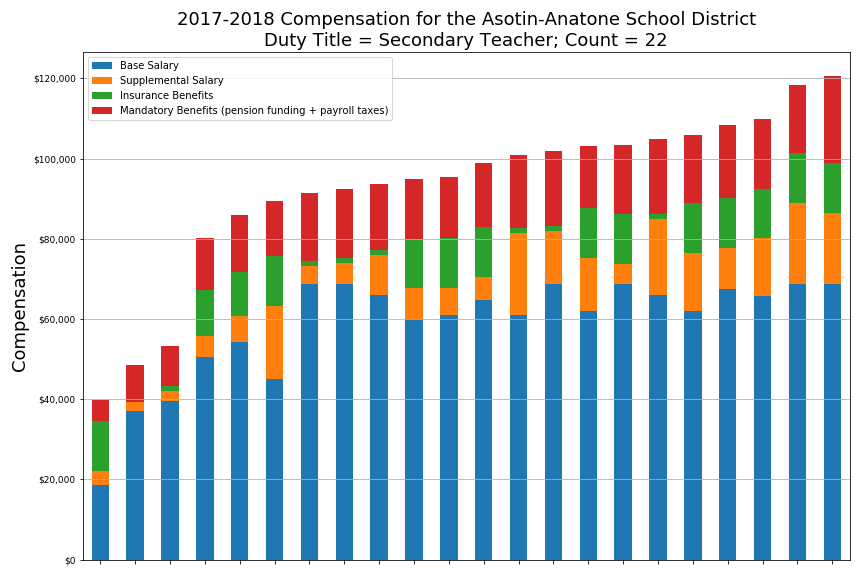 2017-2018 Compensation for the Asotin-Anatone School District
Duty Title = Secondary Teacher; Count = 22
Base Salary
Supplemental Salary
Insurance Benefits
Mandatory Benefits (pension funding + payroll taxes)
Compensation
$120,000
$100,000
$80,000
$60,000
$40,000
$20,000
$0